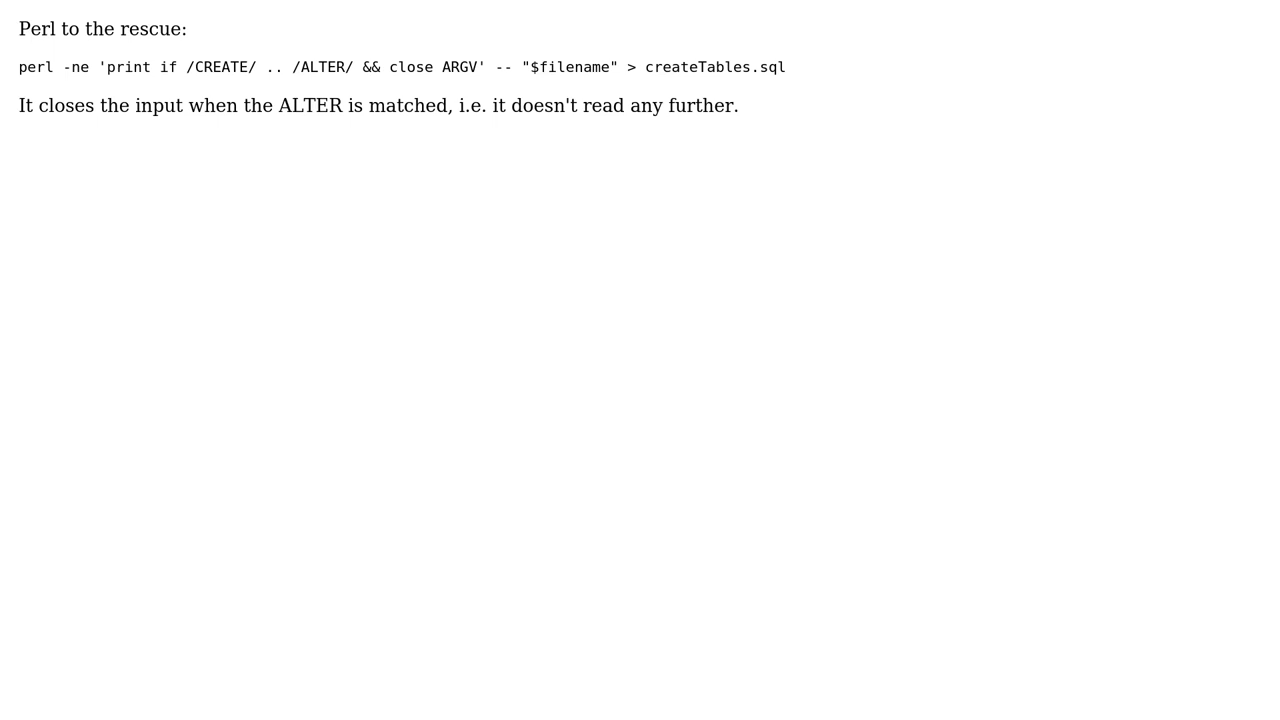 Perl to the rescue:
perl -ne 'print if /CREATE/ .. /ALTER/ && close ARGV' -- "$filename" > createTables.sql
It closes the input when the ALTER is matched, i.e. it doesn't read any further.